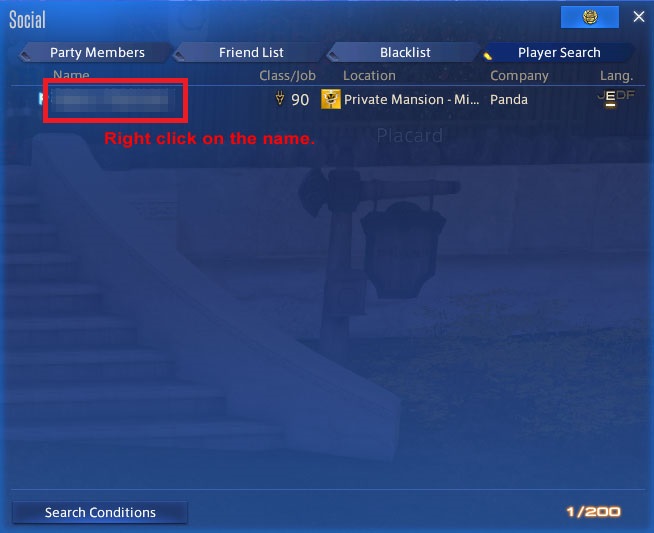 Social
Party Members Friend List Blacklist Player Search
Name Class/Job Location Company Lang.
90 Private Mansion - Mi... Panda JEDF
Right click on the name.
Placard
Search Conditions 1/200